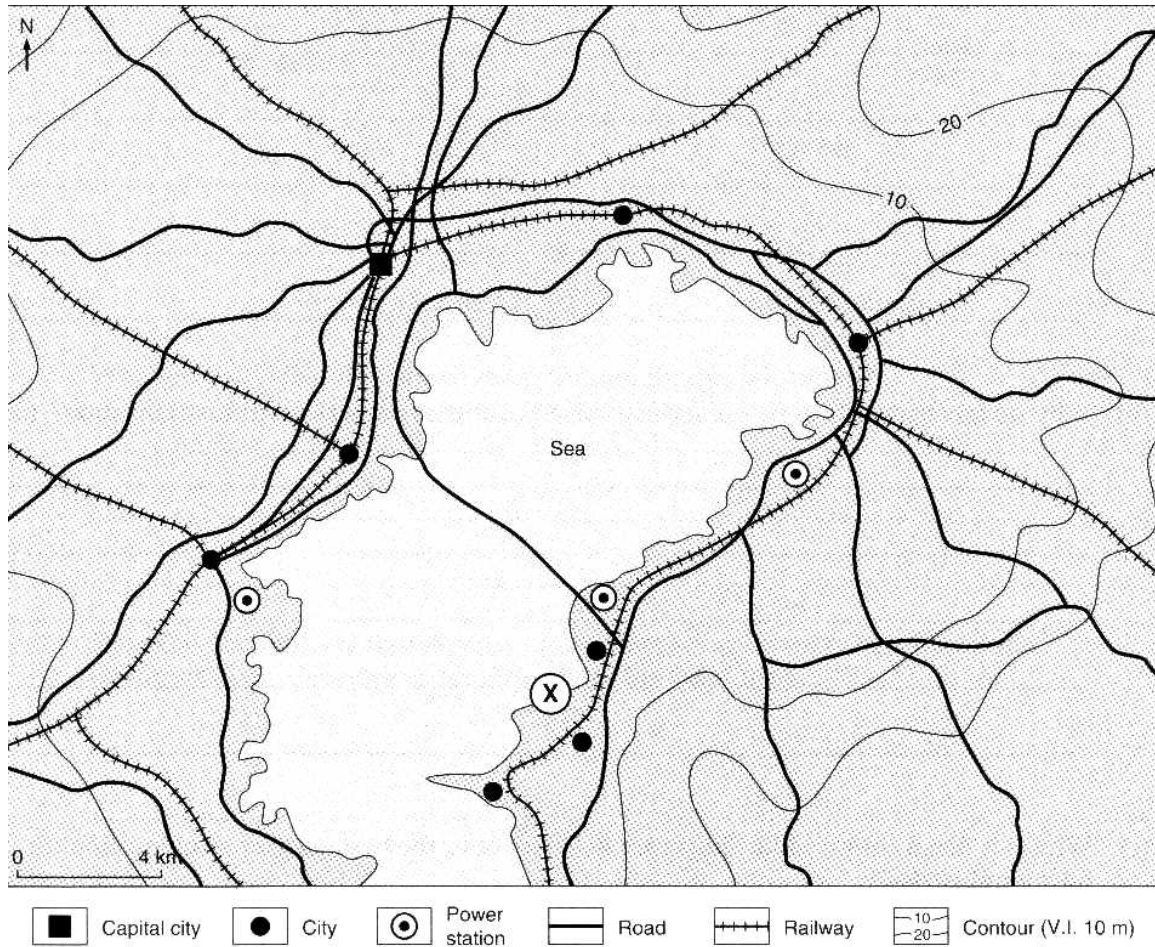 N
20
10
Sea
X
0 4 km
Capital city
City
Power
station
Road
Railway
10
20
Contour (V.I. 10 m)